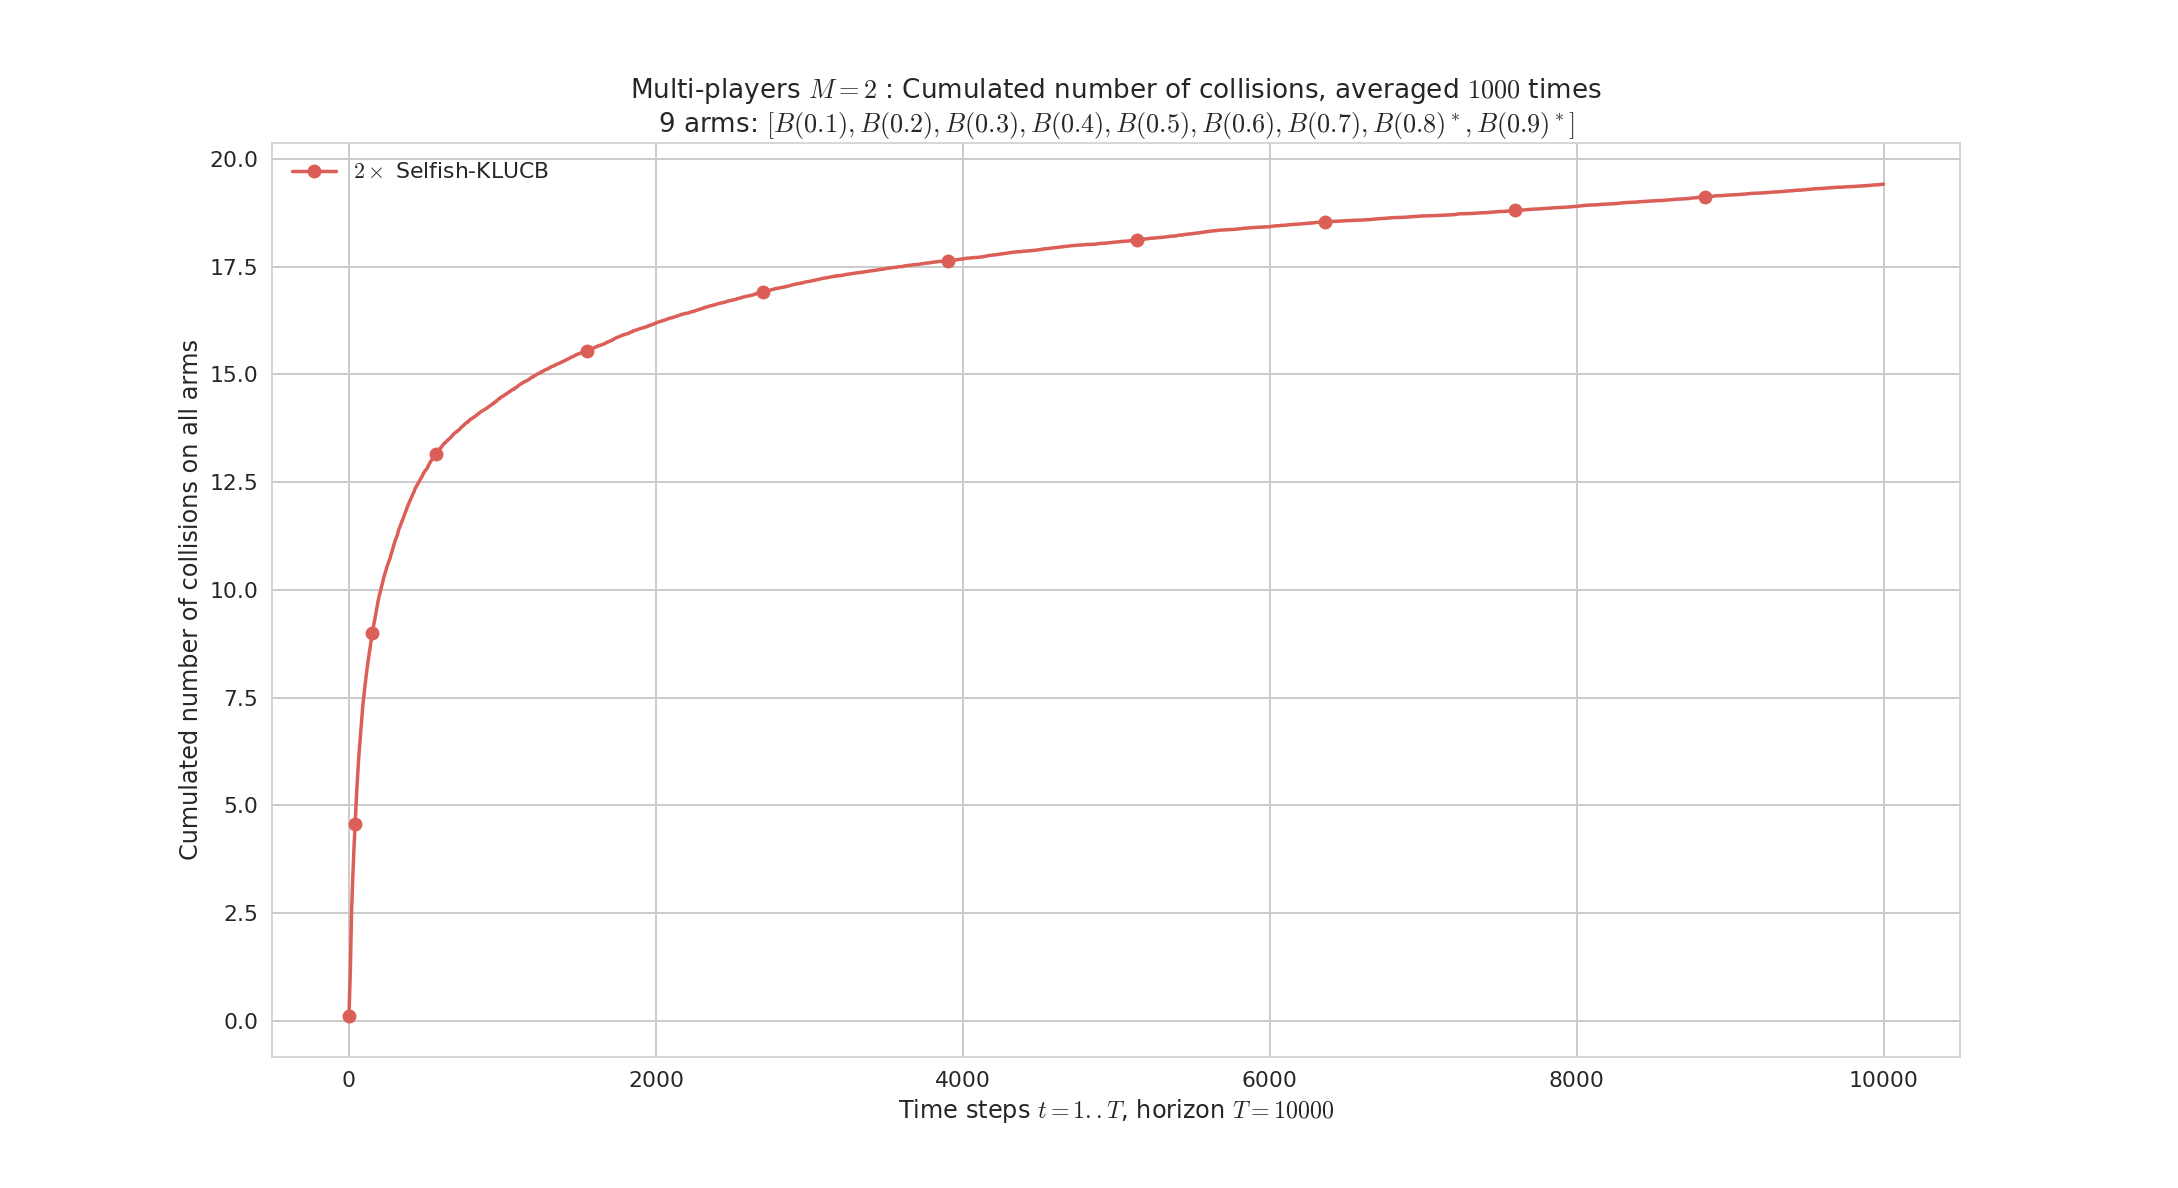 Multi-players M = 2 : Cumulated number of collisions, averaged 1000 times
9 arms: [B(0.1), B(0.2), B(0.3), B(0.4), B(0.5), B(0.6), B(0.7), B(0.8)*, B(0.9)*]
2× Selfish-KLUCB
Cumulated number of collisions on all arms
20.0
17.5
15.0
12.5
10.0
7.5
5.0
2.5
0.0
0 2000 4000 6000 8000 10000
Time steps t = 1..T, horizon T = 10000